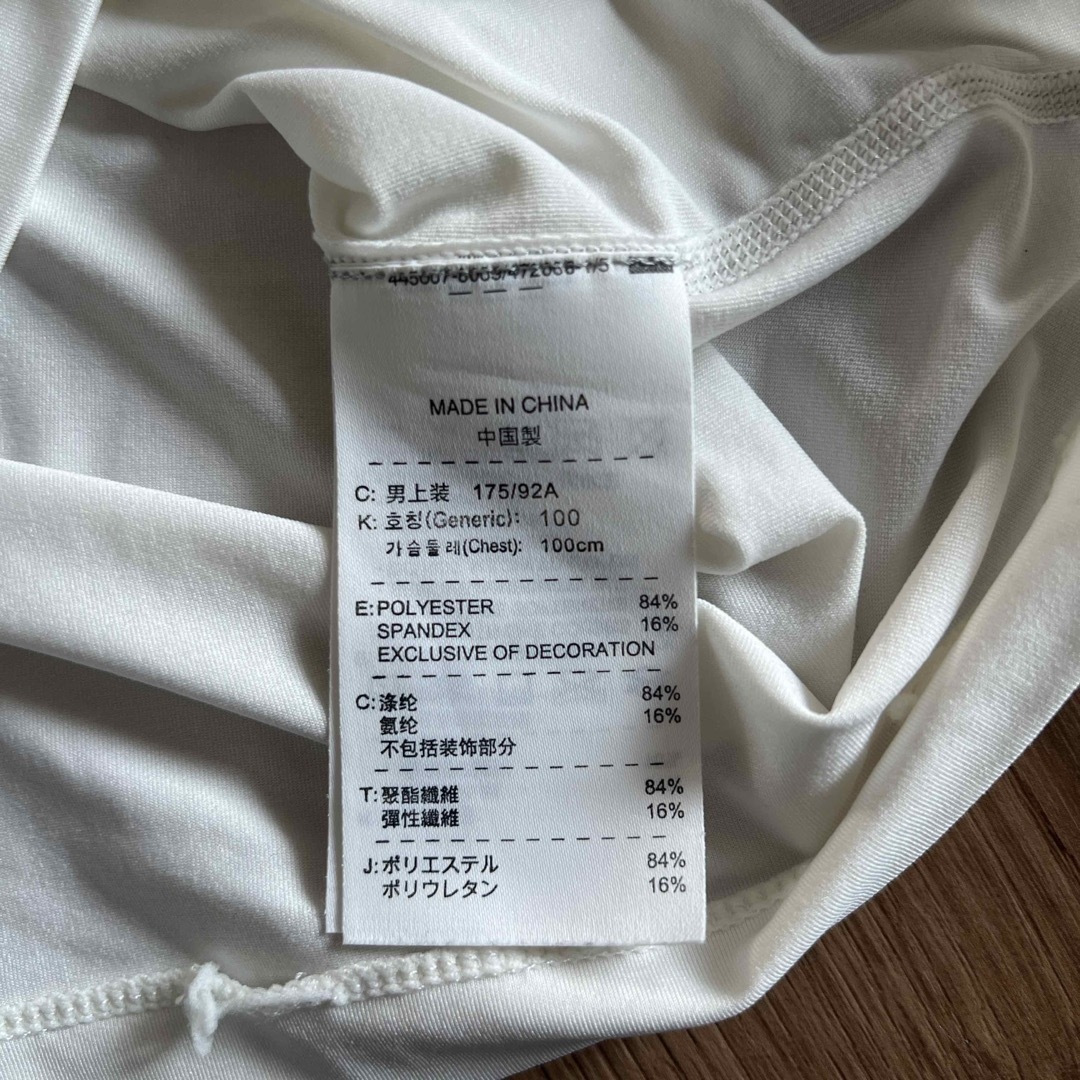 MADE IN CHINA
中国製
C: 男上装 175/92A
K: 호칭(Generic): 100
가슴둘레(Chest): 100cm
E: POLYESTER 84%
SPANDEX 16%
EXCLUSIVE OF DECORATION
C: 涤纶 84%
氨纶 16%
不包括装饰部分
T: 聚酯纖維 84%
彈性纖維 16%
J: ポリエステル 84%
ポリウレタン 16%